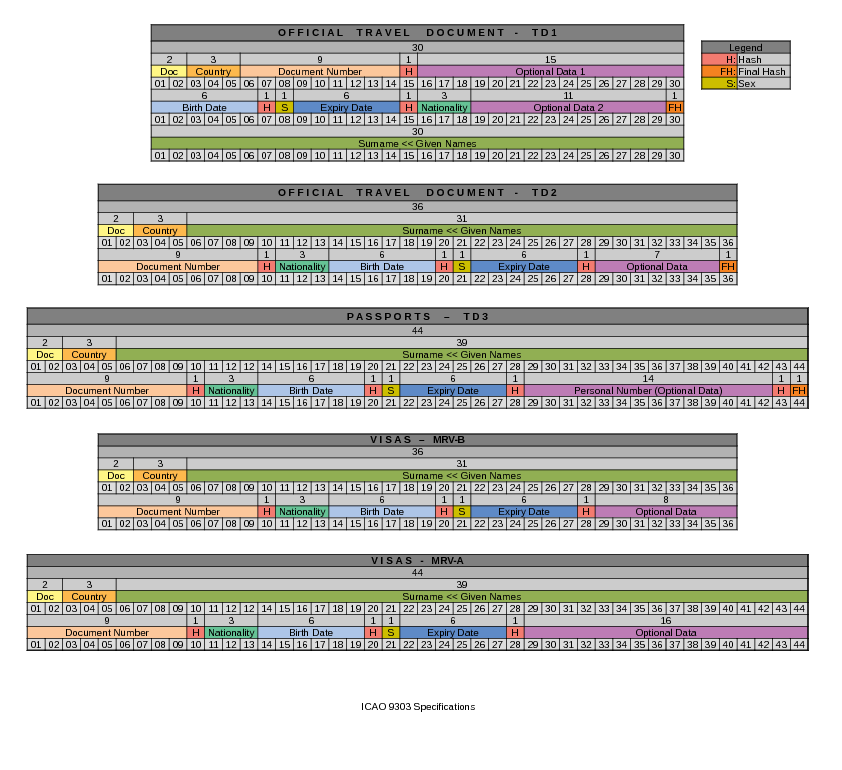 OFFICIAL TRAVEL DOCUMENT - TD1
30
2 3 9 1 15
Doc Country Document Number H Optional Data 1
01 02 03 04 05 06 07 08 09 10 11 12 13 14 15 16 17 18 19 20 21 22 23 24 25 26 27 28 29 30
6 1 1 6 1 3 11 1
Birth Date H S Expiry Date H Nationality Optional Data 2 FH
01 02 03 04 05 06 07 08 09 10 11 12 13 14 15 16 17 18 19 20 21 22 23 24 25 26 27 28 29 30
30
Surname << Given Names
01 02 03 04 05 06 07 08 09 10 11 12 13 14 15 16 17 18 19 20 21 22 23 24 25 26 27 28 29 30
Legend
H: Hash
FH: Final Hash
S: Sex
OFFICIAL TRAVEL DOCUMENT - TD2
36
2 3 31
Doc Country Surname << Given Names
01 02 03 04 05 06 07 08 09 10 11 12 13 14 15 16 17 18 19 20 21 22 23 24 25 26 27 28 29 30 31 32 33 34 35 36
9 1 3 6 1 1 6 1 7 1
Document Number H Nationality Birth Date H S Expiry Date H Optional Data FH
01 02 03 04 05 06 07 08 09 10 11 12 13 14 15 16 17 18 19 20 21 22 23 24 25 26 27 28 29 30 31 32 33 34 35 36
PASSPORTS – TD3
44
2 3 39
Doc Country Surname << Given Names
01 02 03 04 05 06 07 08 09 10 11 12 13 14 15 16 17 18 19 20 21 22 23 24 25 26 27 28 29 30 31 32 33 34 35 36 37 38 39 40 41 42 43 44
9 1 3 6 1 1 6 1 14 1 1
Document Number H Nationality Birth Date H S Expiry Date H Personal Number (Optional Data) H FH
01 02 03 04 05 06 07 08 09 10 11 12 13 14 15 16 17 18 19 20 21 22 23 24 25 26 27 28 29 30 31 32 33 34 35 36 37 38 39 40 41 42 43 44
VISAS – MRV-B
36
2 3 31
Doc Country Surname << Given Names
01 02 03 04 05 06 07 08 09 10 11 12 13 14 15 16 17 18 19 20 21 22 23 24 25 26 27 28 29 30 31 32 33 34 35 36
9 1 3 6 1 1 6 1 8
Document Number H Nationality Birth Date H S Expiry Date H Optional Data
01 02 03 04 05 06 07 08 09 10 11 12 13 14 15 16 17 18 19 20 21 22 23 24 25 26 27 28 29 30 31 32 33 34 35 36
VISAS - MRV-A
44
2 3 39
Doc Country Surname << Given Names
01 02 03 04 05 06 07 08 09 10 11 12 13 14 15 16 17 18 19 20 21 22 23 24 25 26 27 28 29 30 31 32 33 34 35 36 37 38 39 40 41 42 43 44
9 1 3 6 1 1 6 1 16
Document Number H Nationality Birth Date H S Expiry Date H Optional Data
01 02 03 04 05 06 07 08 09 10 11 12 13 14 15 16 17 18 19 20 21 22 23 24 25 26 27 28 29 30 31 32 33 34 35 36 37 38 39 40 41 42 43 44
ICAO 9303 Specifications